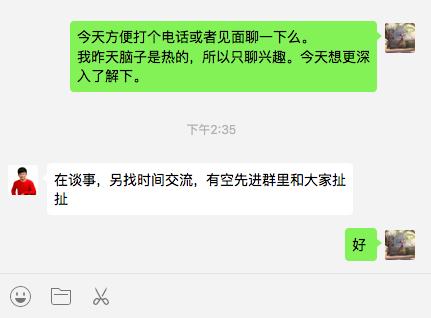 今天方便打个电话或者见面聊一下么。
我昨天脑子是热的，所以只聊兴趣。今天想更深
入了解下。
下午2:35
在谈事，另找时间交流，有空先进群里和大家扯
扯
好